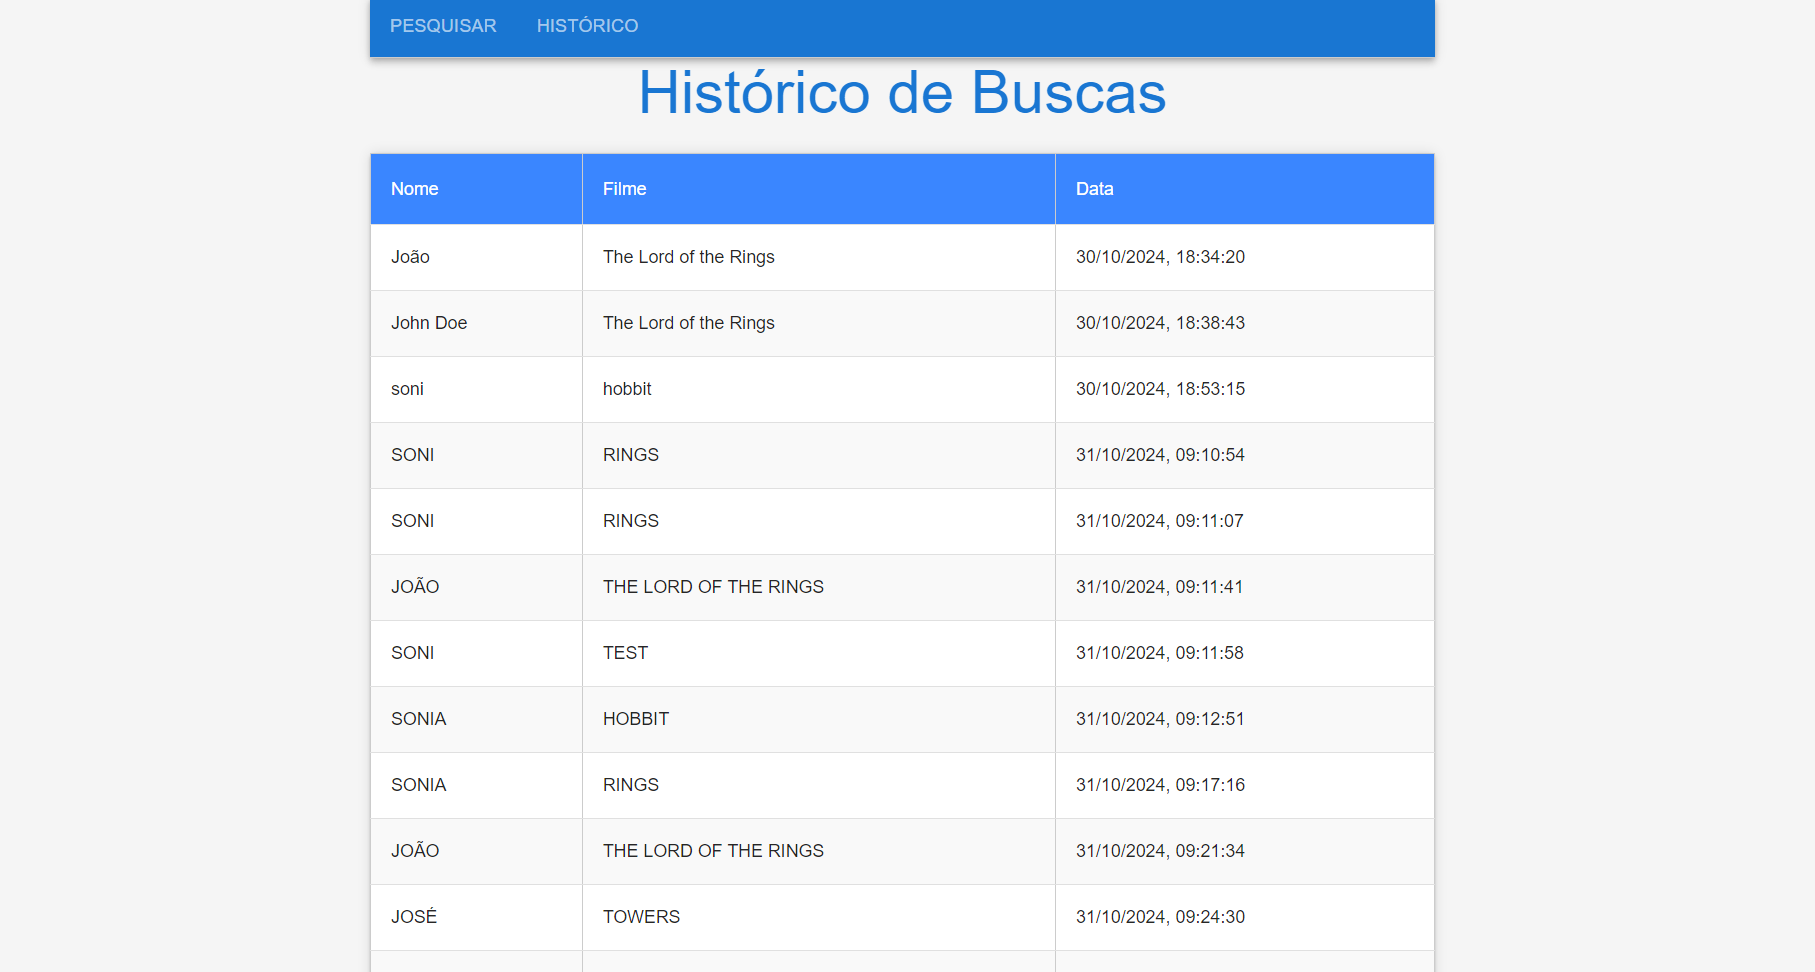 PESQUISAR HISTÓRICO
Histórico de Buscas
Nome Filme Data
João The Lord of the Rings 30/10/2024, 18:34:20
John Doe The Lord of the Rings 30/10/2024, 18:38:43
soni hobbit 30/10/2024, 18:53:15
SONI RINGS 31/10/2024, 09:10:54
SONI RINGS 31/10/2024, 09:11:07
JOÃO THE LORD OF THE RINGS 31/10/2024, 09:11:41
SONI TEST 31/10/2024, 09:11:58
SONIA HOBBIT 31/10/2024, 09:12:51
SONIA RINGS 31/10/2024, 09:17:16
JOÃO THE LORD OF THE RINGS 31/10/2024, 09:21:34
JOSÉ TOWERS 31/10/2024, 09:24:30